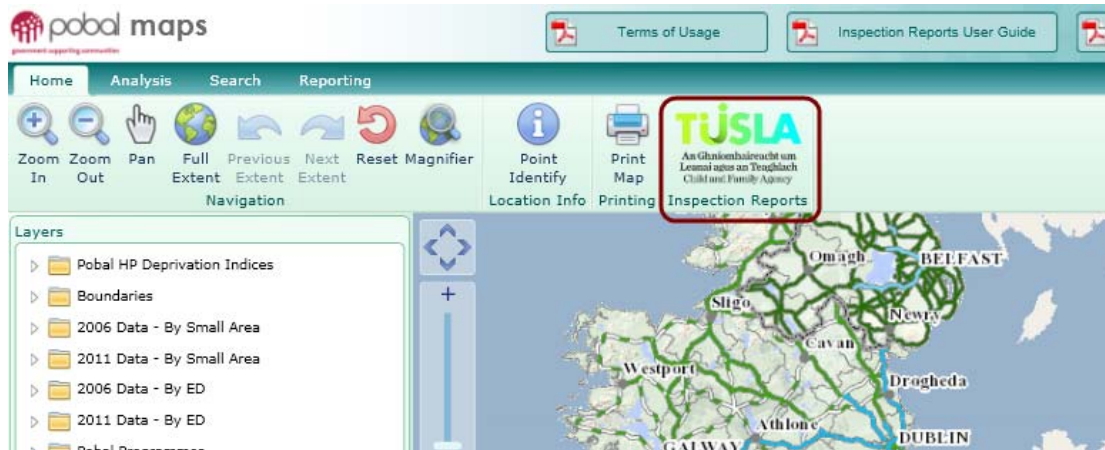 pobal maps
government supporting communities
Terms of Usage
Inspection Reports User Guide
Home Analysis Search Reporting
Zoom In
Zoom Out
Pan
Full Extent
Previous Extent
Next Extent
Reset
Magnifier
Point Identify
Print Map
TUSLA
An Ghníomhaireacht um
Leanaí agus an Teaghlach
Child and Family Agency
Navigation
Location Info
Printing
Inspection Reports
Layers
Pobal HP Deprivation Indices
Boundaries
2006 Data - By Small Area
2011 Data - By Small Area
2006 Data - By ED
2011 Data - By ED
Pobal Programmes
Omagh
BELFAST
Sligo
Newry
Cavan
Westport
Drogheda
Athlone
GALWAY
DUBLIN